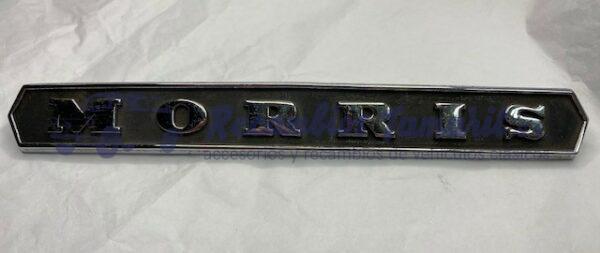 MORRIS
accesorios y recambios de vehículos clásicos